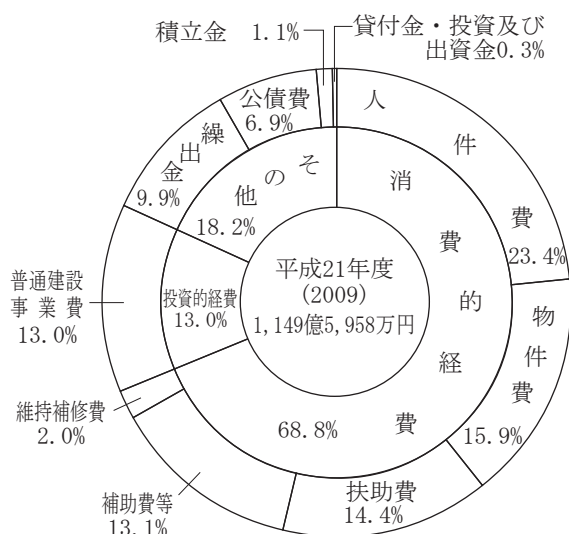 積立金 1.1%
貸付金・投資及び
出資金0.3%
公債費
6.9%
人件費
23.4%
繰出金
9.9%
その他
18.2%
消費的経費
68.8%
平成21年度
(2009)
1,149億5,958万円
投資的経費
13.0%
普通建設
事業費
13.0%
物件費
15.9%
維持補修費
2.0%
補助費等
13.1%
扶助費
14.4%